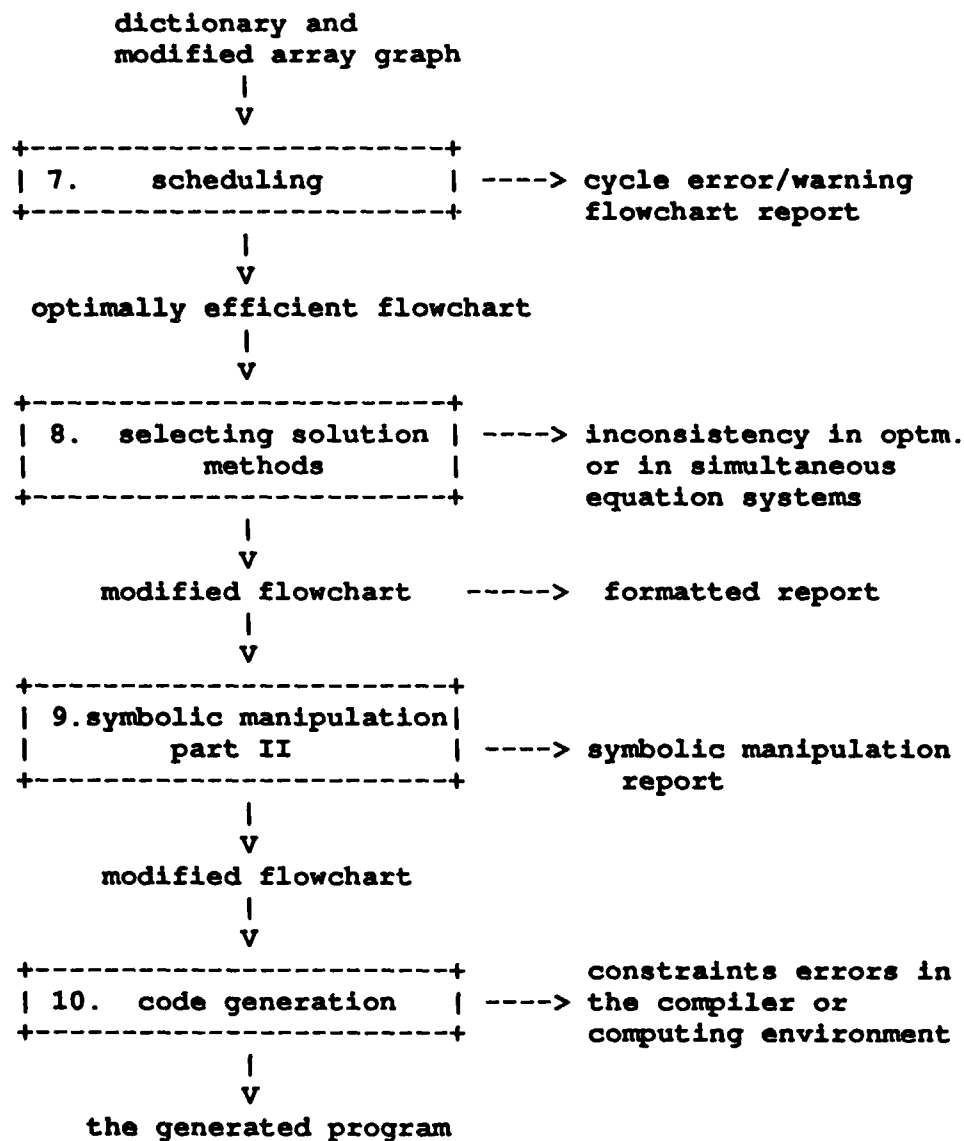 dictionary and
modified array graph
|
V
+-------------------------+
| 7. scheduling | ----> cycle error/warning
+-------------------------+ flowchart report
|
V
optimally efficient flowchart
|
V
+-------------------------+
| 8. selecting solution | ----> inconsistency in optm.
| methods | or in simultaneous
+-------------------------+ equation systems
|
V
modified flowchart -----> formatted report
|
V
+-------------------------+
| 9.symbolic manipulation|
| part II | ----> symbolic manipulation
+-------------------------+ report
|
V
modified flowchart
|
V
+-------------------------+ constraints errors in
| 10. code generation | ----> the compiler or
+-------------------------+ computing environment
|
V
the generated program